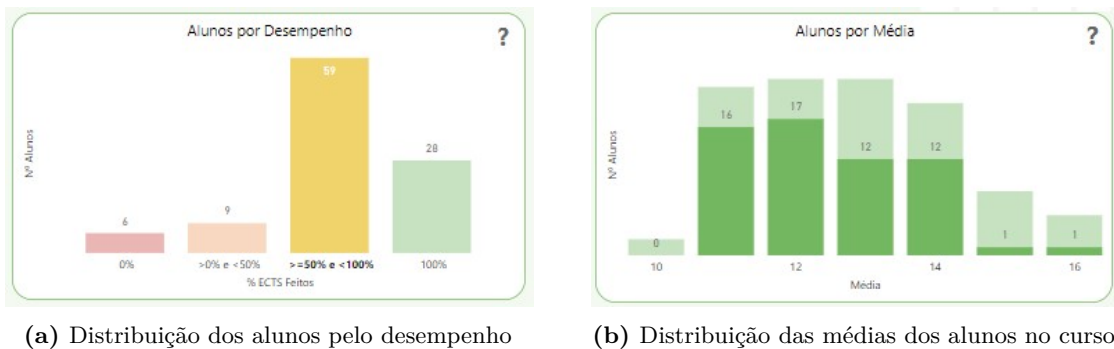 Alunos por Desempenho
?
Nº Alunos
6
9
59
28
0%
>0% e <50%
>=50% e <100%
100%
% ECTS Feitos
(a) Distribuição dos alunos pelo desempenho
Alunos por Média
?
Nº Alunos
0
16
17
12
12
1
1
10
12
14
16
Média
(b) Distribuição das médias dos alunos no curso